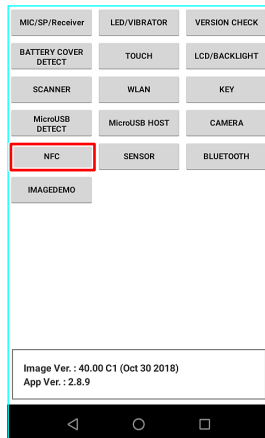 MIC/SP/Receiver LED/VIBRATOR VERSION CHECK
BATTERY COVER
DETECT TOUCH LCD/BACKLIGHT
SCANNER WLAN KEY
MicroUSB
DETECT MicroUSB HOST CAMERA
NFC SENSOR BLUETOOTH
IMAGEDEMO
Image Ver. : 40.00 C1 (Oct 30 2018)
App Ver. : 2.8.9